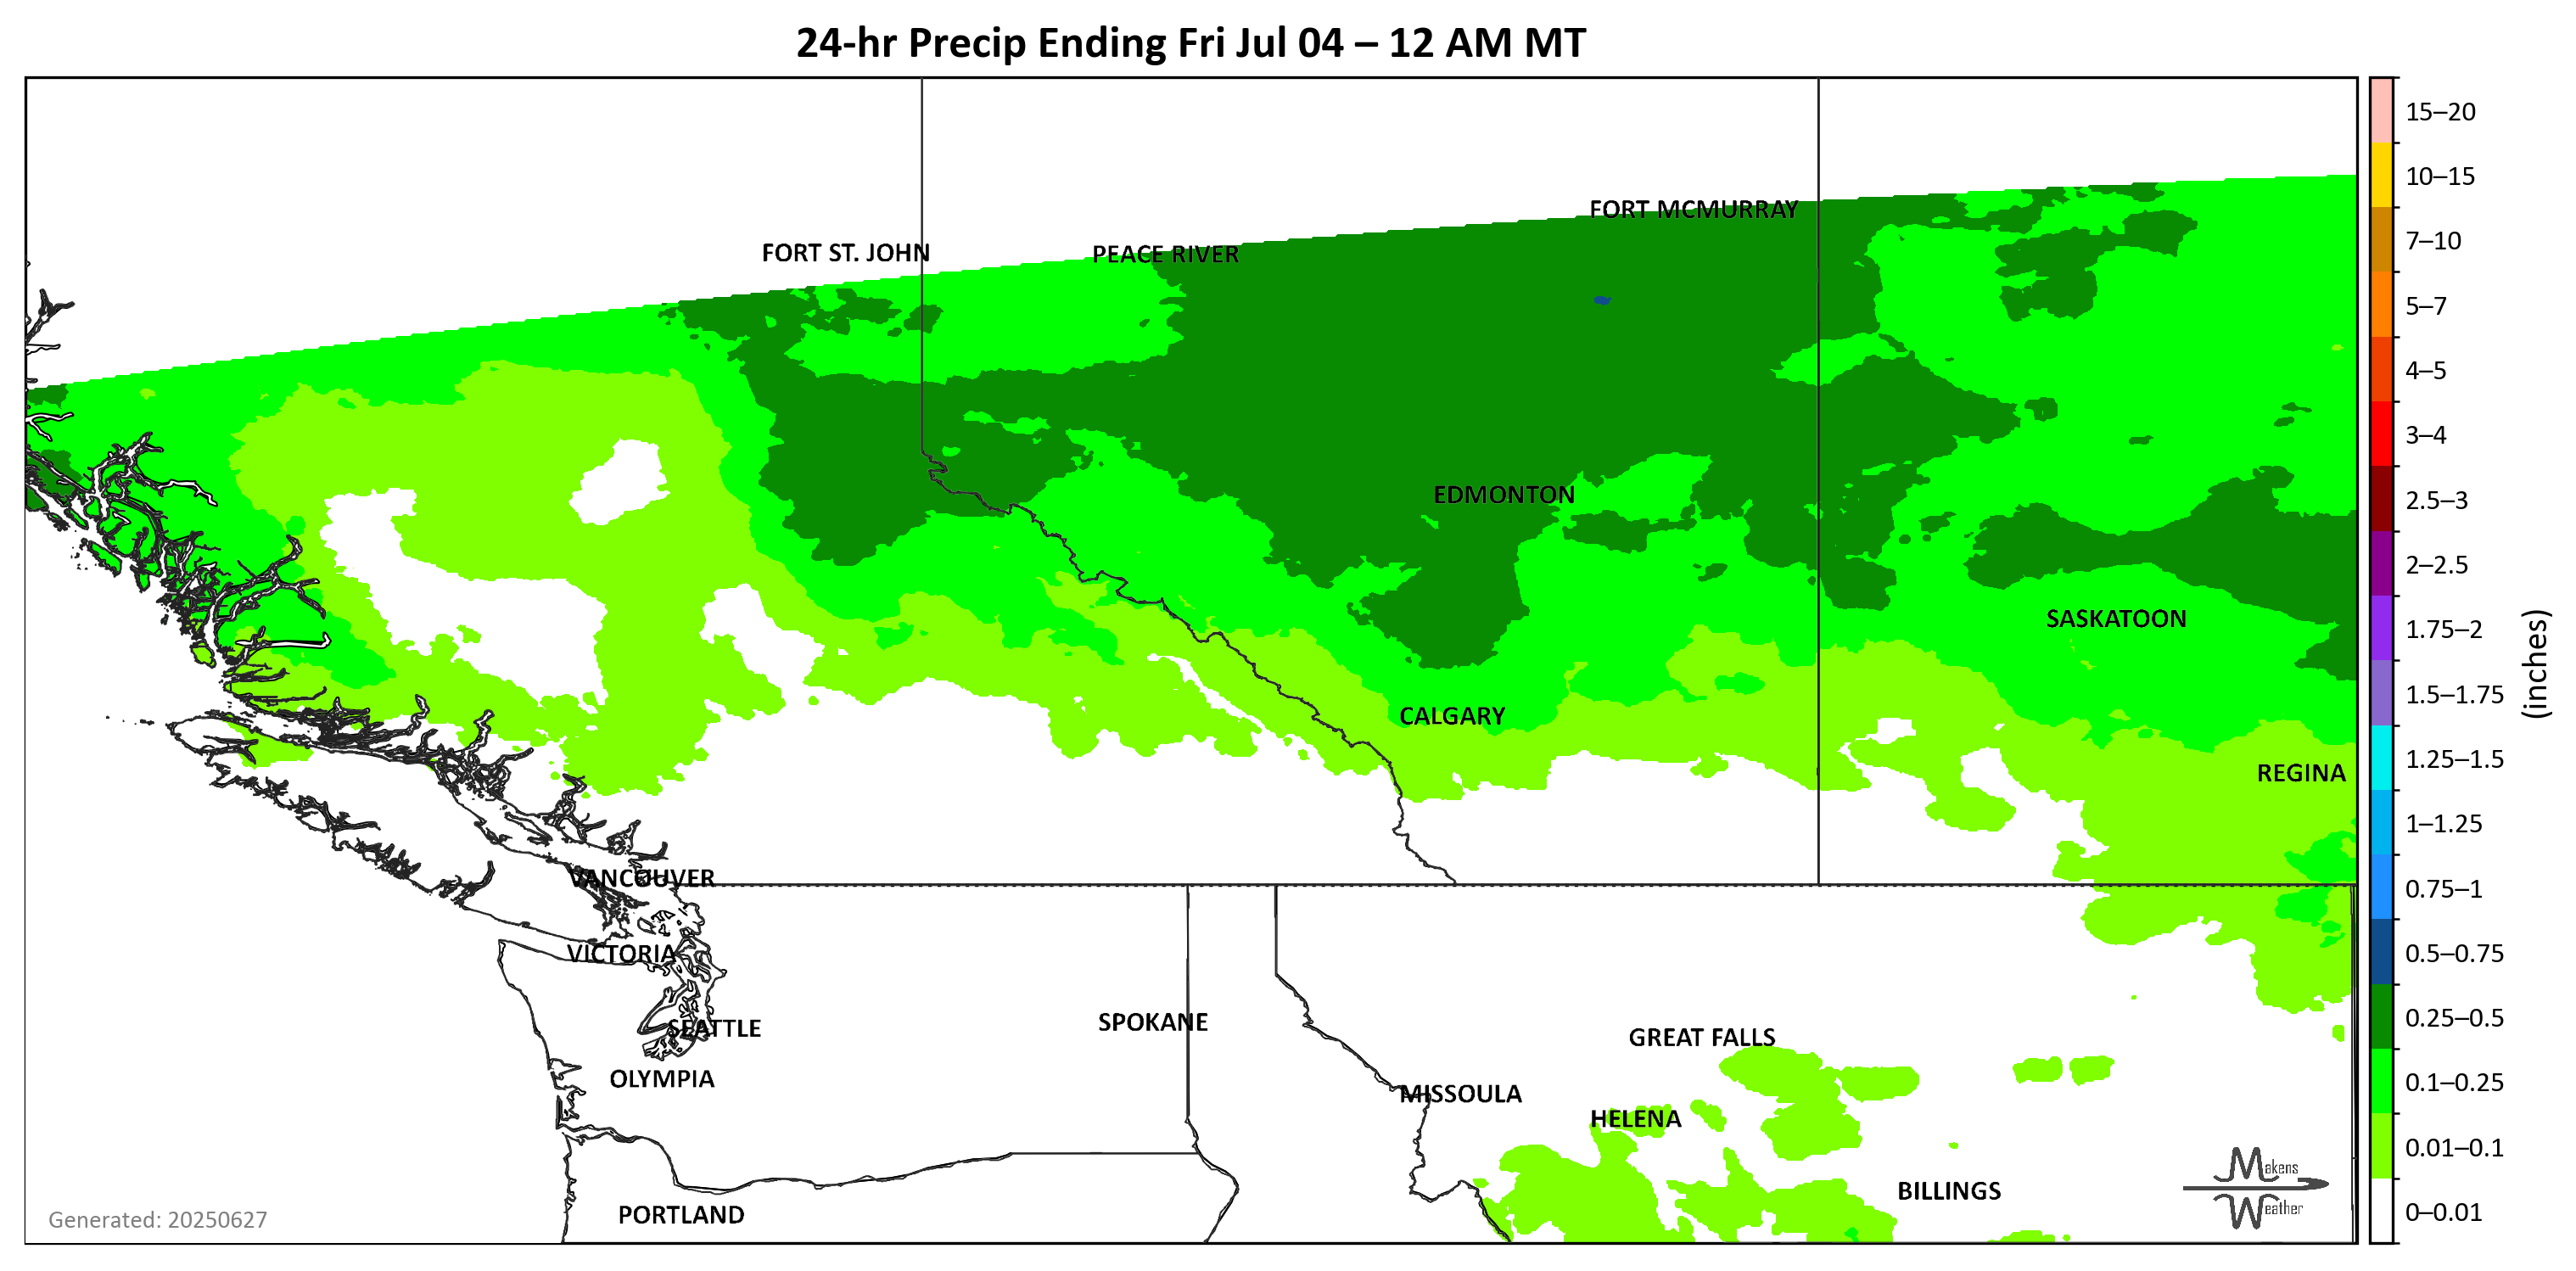 24-hr Precip Ending Fri Jul 04 – 12 AM MT
15–20
10–15
7–10
5–7
4–5
3–4
2.5–3
2–2.5
1.75–2
1.5–1.75
1.25–1.5
1–1.25
0.75–1
0.5–0.75
0.25–0.5
0.1–0.25
0.01–0.1
0–0.01
(inches)
FORT MCMURRAY
FORT ST. JOHN
PEACE RIVER
EDMONTON
SASKATOON
CALGARY
REGINA
VANCOUVER
VICTORIA
SPOKANE
SEATTLE
GREAT FALLS
OLYMPIA
MISSOULA
HELENA
BILLINGS
PORTLAND
Makens
Weather
Generated: 20250627